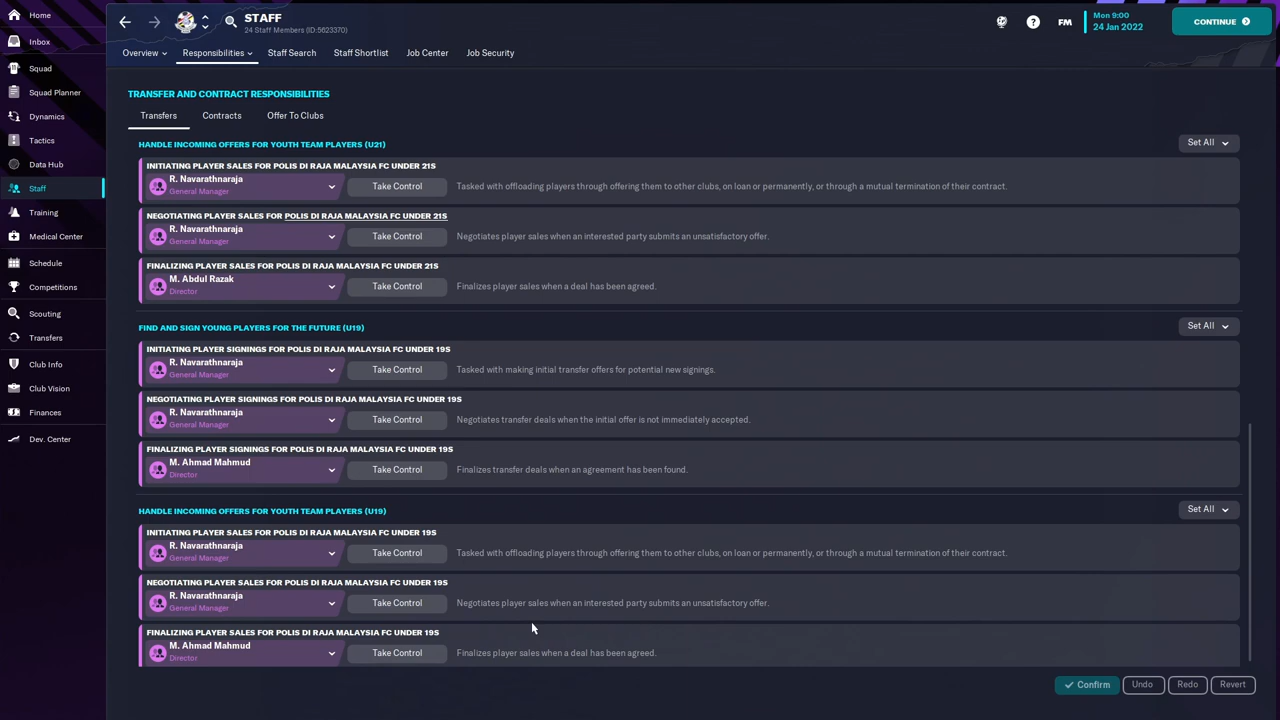 Home
Inbox
Squad
Squad Planner
Dynamics
Tactics
Data Hub
Staff
Training
Medical Center
Schedule
Competitions
Scouting
Transfers
Club Info
Club Vision
Finances
Dev. Center
STAFF
24 Staff Members (ID:5623370)
FM
Mon 9:00
24 Jan 2022
CONTINUE
Overview
Responsibilities
Staff Search
Staff Shortlist
Job Center
Job Security
TRANSFER AND CONTRACT RESPONSIBILITIES
Transfers
Contracts
Offer To Clubs
HANDLE INCOMING OFFERS FOR YOUTH TEAM PLAYERS (U21)
Set All
INITIATING PLAYER SALES FOR POLIS DI RAJA MALAYSIA FC UNDER 21S
R. Navarathnaraja
General Manager
Take Control
Tasked with offloading players through offering them to other clubs, on loan or permanently, or through a mutual termination of their contract.
NEGOTIATING PLAYER SALES FOR POLIS DI RAJA MALAYSIA FC UNDER 21S
R. Navarathnaraja
General Manager
Take Control
Negotiates player sales when an interested party submits an unsatisfactory offer.
FINALIZING PLAYER SALES FOR POLIS DI RAJA MALAYSIA FC UNDER 21S
M. Abdul Razak
Director
Take Control
Finalizes player sales when a deal has been agreed.
FIND AND SIGN YOUNG PLAYERS FOR THE FUTURE (U19)
Set All
INITIATING PLAYER SIGNINGS FOR POLIS DI RAJA MALAYSIA FC UNDER 19S
R. Navarathnaraja
General Manager
Take Control
Tasked with making initial transfer offers for potential new signings.
NEGOTIATING PLAYER SIGNINGS FOR POLIS DI RAJA MALAYSIA FC UNDER 19S
R. Navarathnaraja
General Manager
Take Control
Negotiates transfer deals when the initial offer is not immediately accepted.
FINALIZING PLAYER SIGNINGS FOR POLIS DI RAJA MALAYSIA FC UNDER 19S
M. Ahmad Mahmud
Director
Take Control
Finalizes transfer deals when an agreement has been found.
HANDLE INCOMING OFFERS FOR YOUTH TEAM PLAYERS (U19)
Set All
INITIATING PLAYER SALES FOR POLIS DI RAJA MALAYSIA FC UNDER 19S
R. Navarathnaraja
General Manager
Take Control
Tasked with offloading players through offering them to other clubs, on loan or permanently, or through a mutual termination of their contract.
NEGOTIATING PLAYER SALES FOR POLIS DI RAJA MALAYSIA FC UNDER 19S
R. Navarathnaraja
General Manager
Take Control
Negotiates player sales when an interested party submits an unsatisfactory offer.
FINALIZING PLAYER SALES FOR POLIS DI RAJA MALAYSIA FC UNDER 19S
M. Ahmad Mahmud
Director
Take Control
Finalizes player sales when a deal has been agreed.
Confirm
Undo
Redo
Revert